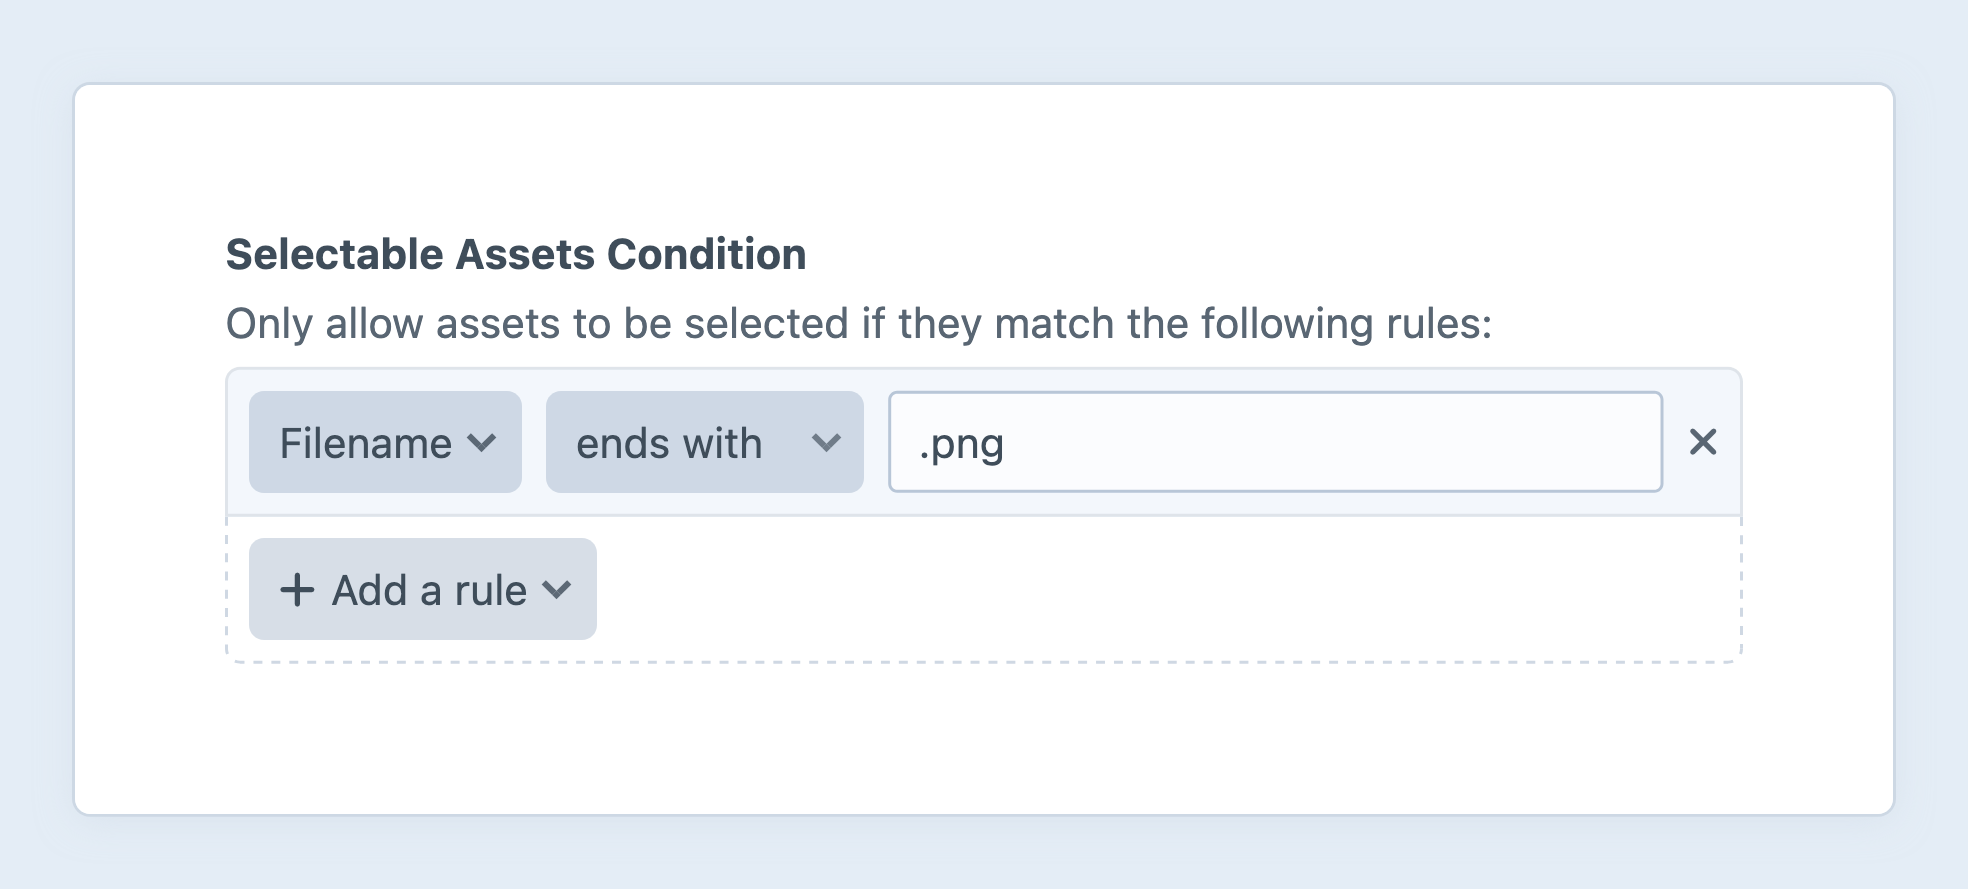 Selectable Assets Condition
Only allow assets to be selected if they match the following rules:
Filename ends with .png
Add a rule